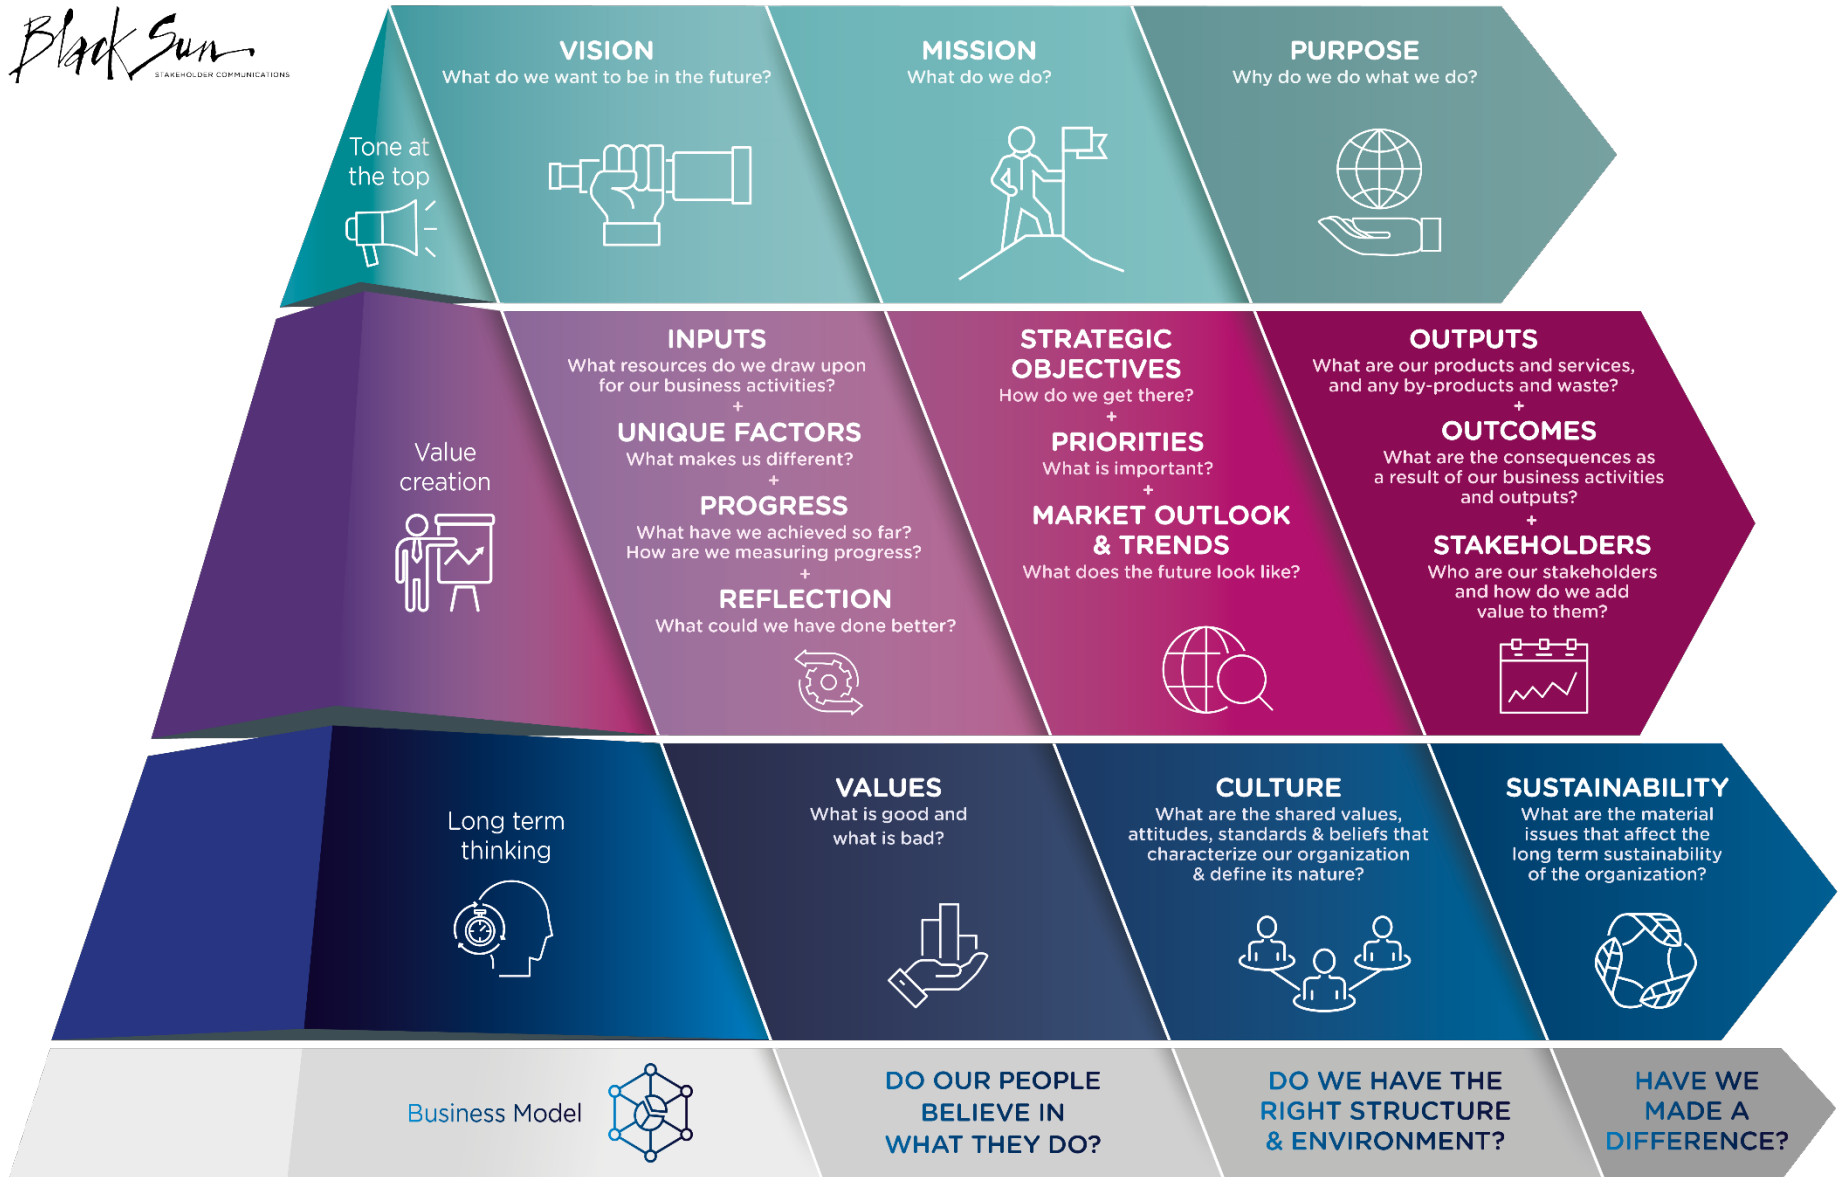 Black Sun
STAKEHOLDER COMMUNICATIONS
Tone at
the top
VISION
What do we want to be in the future?
MISSION
What do we do?
PURPOSE
Why do we do what we do?
Value
creation
INPUTS
What resources do we draw upon
for our business activities?
+
UNIQUE FACTORS
What makes us different?
+
PROGRESS
What have we achieved so far?
How are we measuring progress?
+
REFLECTION
What could we have done better?
STRATEGIC
OBJECTIVES
How do we get there?
+
PRIORITIES
What is important?
+
MARKET OUTLOOK
& TRENDS
What does the future look like?
OUTPUTS
What are our products and services,
and any by-products and waste?
+
OUTCOMES
What are the consequences as
a result of our business activities
and outputs?
+
STAKEHOLDERS
Who are our stakeholders
and how do we add
value to them?
Long term
thinking
VALUES
What is good and
what is bad?
CULTURE
What are the shared values,
attitudes, standards & beliefs that
characterize our organization
& define its nature?
SUSTAINABILITY
What are the material
issues that affect the
long term sustainability
of the organization?
Business Model
DO OUR PEOPLE
BELIEVE IN
WHAT THEY DO?
DO WE HAVE THE
RIGHT STRUCTURE
& ENVIRONMENT?
HAVE WE
MADE A
DIFFERENCE?